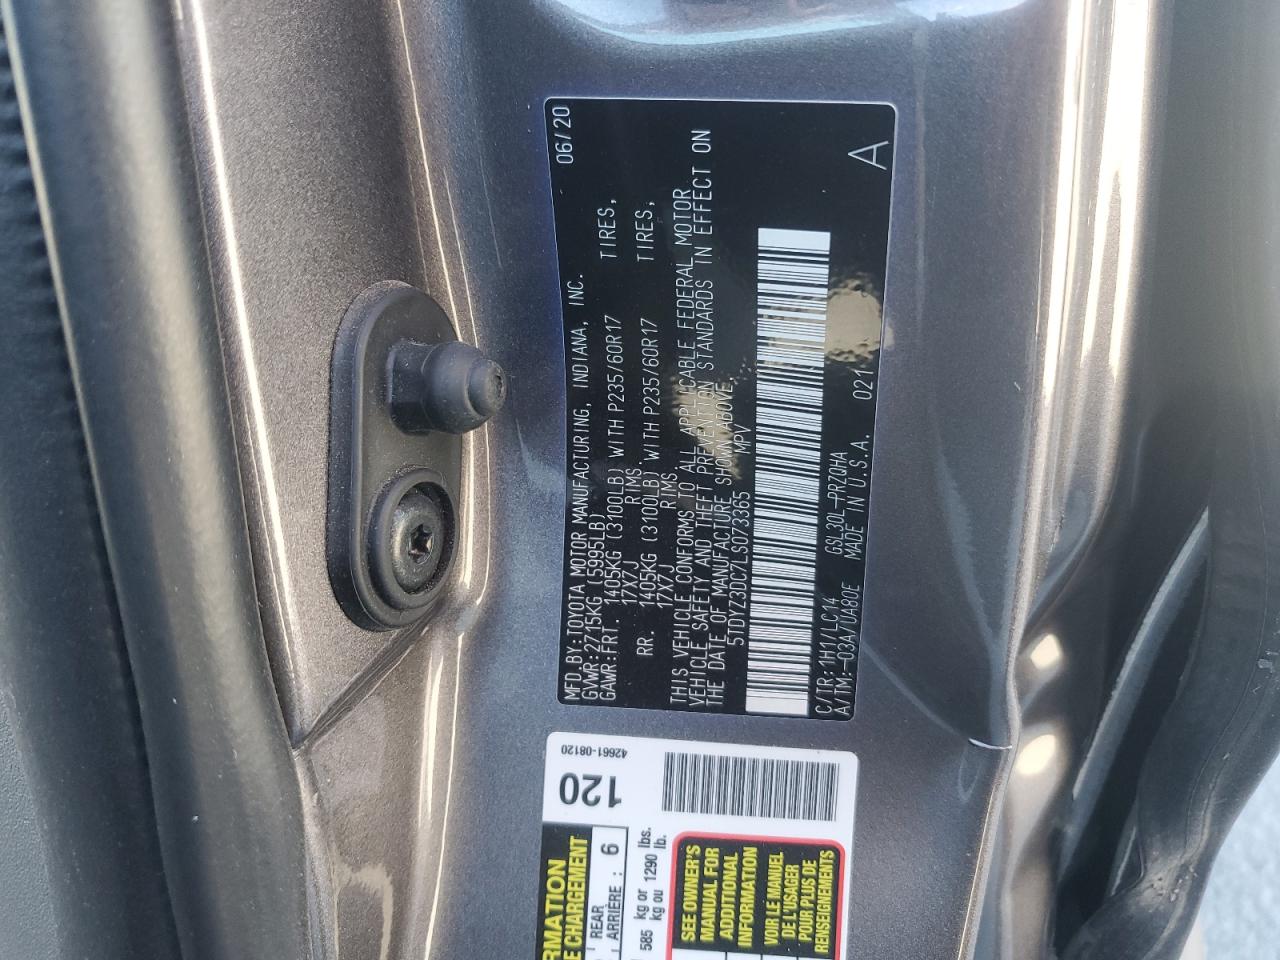 MFD.BY:TOYOTA MOTOR MANUFACTURING, INDIANA, INC. 06/20
GVWR:2715KG (5995LB)
GAWR:FRT. 1405KG (3100LB) WITH P235/60R17 TIRES,
17X7J RIMS.
RR. 1405KG (3100LB) WITH P235/60R17 TIRES,
17X7J RIMS
THIS VEHICLE CONFORMS TO ALL APPLICABLE FEDERAL MOTOR
VEHICLE SAFETY AND THEFT PREVENTION STANDARDS IN EFFECT ON
THE DATE OF MANUFACTURE SHOWN ABOVE.
5TDYZ3DC7LS073365 MPV
C/TR:1H1/LC14 GSL30L-PRZQHA 021
A/TM:-03A/UA80E MADE IN U.S.A.
A
42661-08120
120
RMATION
E CHARGEMENT
REAR
ARRIÈRE : 6
585 kg or 1290 lbs.
kg ou lb.
SEE OWNER'S
MANUAL FOR
ADDITIONAL
INFORMATION
VOIR LE MANUEL
DE L'USAGER
POUR PLUS DE
RENSEIGNEMENTS